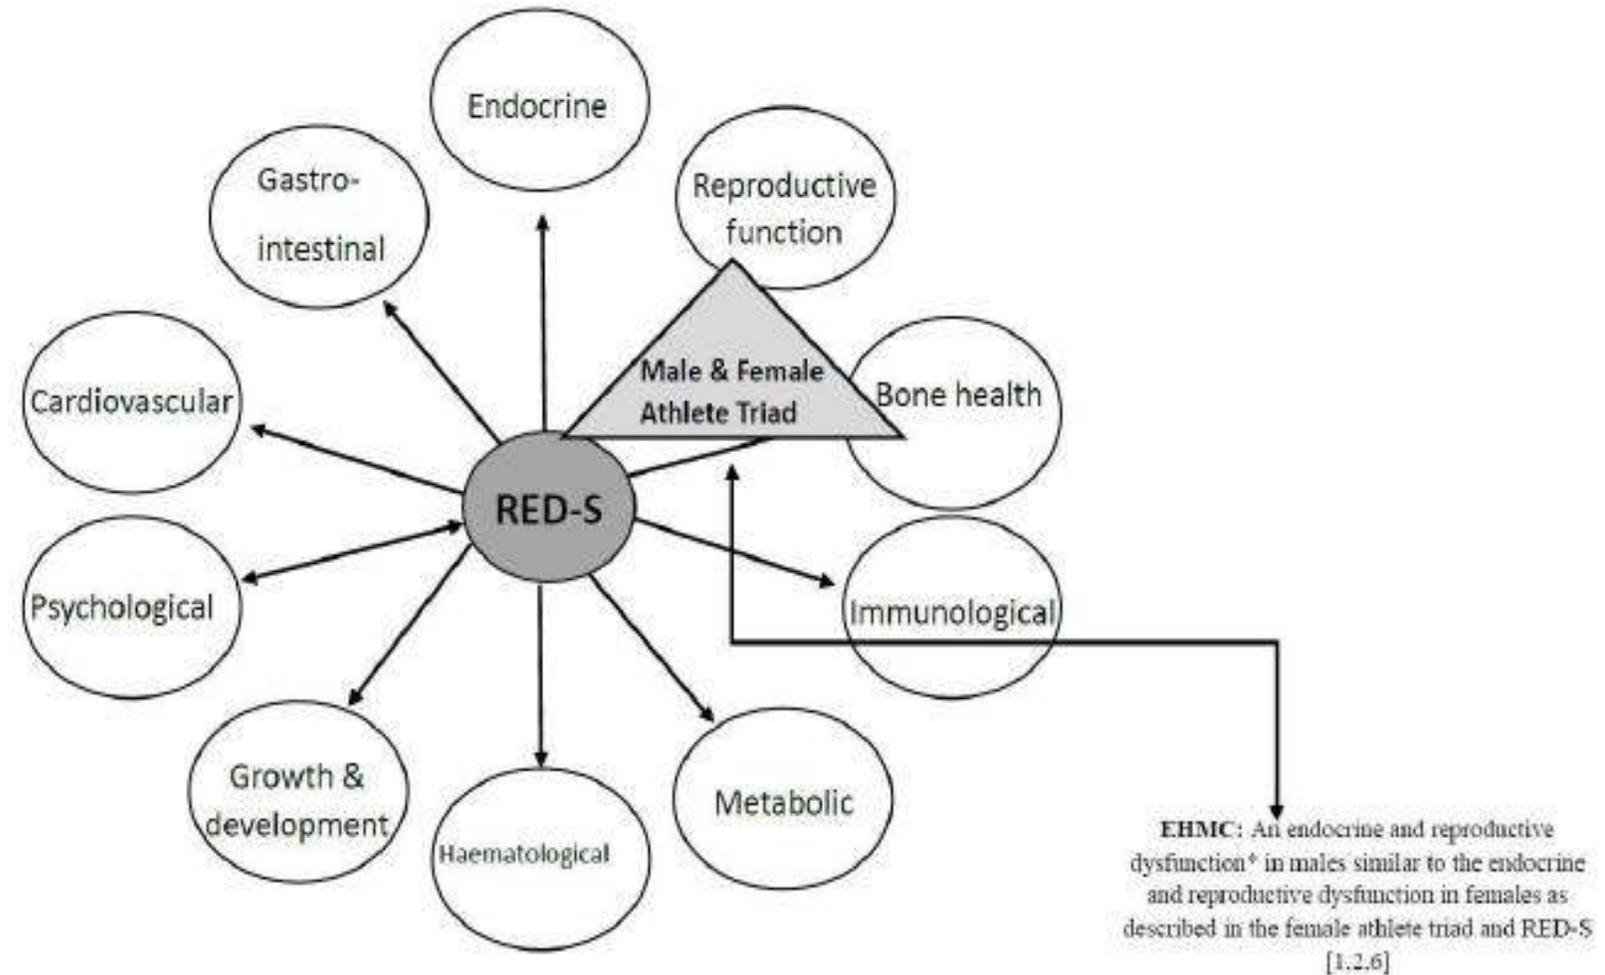 Endocrine
Gastro-
intestinal
Reproductive
function
Cardiovascular
Male & Female
Athlete Triad
Bone health
RED-S
Psychological
Immunological
Growth &
development
Haematological
Metabolic
EHMC: An endocrine and reproductive
dysfunction* in males similar to the endocrine
and reproductive dysfunction in females as
described in the female athlete triad and RED-S
[1.2.6]